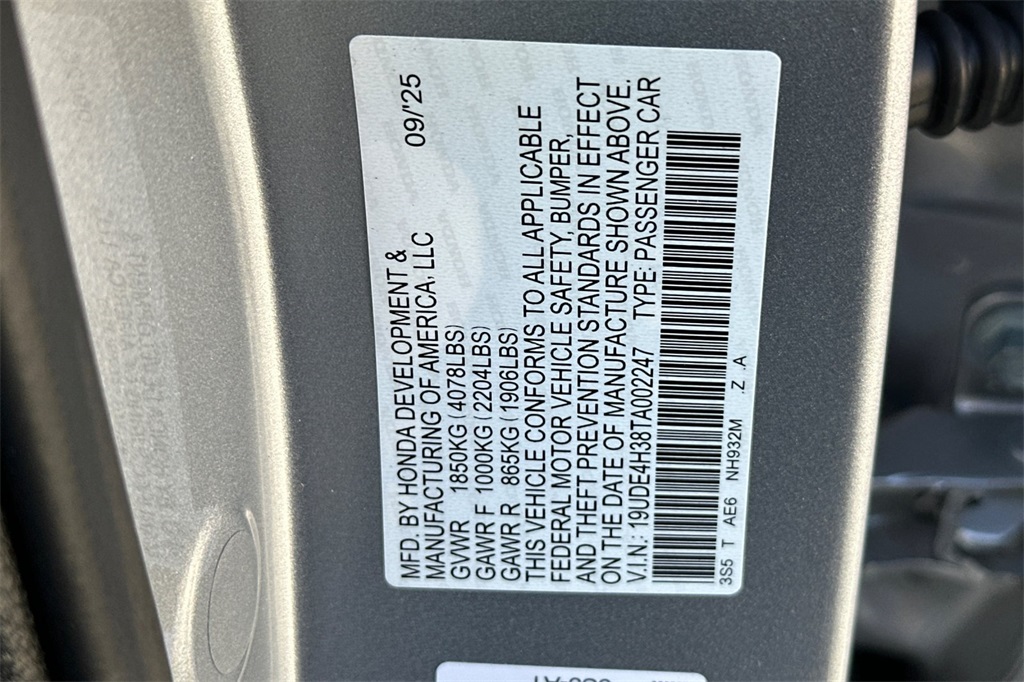 MFD. BY HONDA DEVELOPMENT & 09/'25
MANUFACTURING OF AMERICA, LLC
GVWR 1850KG (4078LBS)
GAWR F 1000KG (2204LBS)
GAWR R 865KG (1906LBS)
THIS VEHICLE CONFORMS TO ALL APPLICABLE
FEDERAL MOTOR VEHICLE SAFETY, BUMPER,
AND THEFT PREVENTION STANDARDS IN EFFECT
ON THE DATE OF MANUFACTURE SHOWN ABOVE.
V.I.N.: 19UDE4H38TA002247 TYPE: PASSENGER CAR
3S5 T AE6 NH932M .Z .A